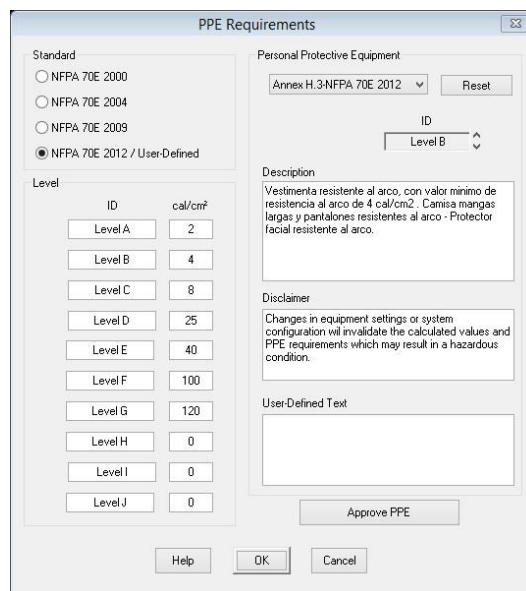 PPE Requirements
Standard
NFPA 70E 2000
NFPA 70E 2004
NFPA 70E 2009
NFPA 70E 2012 / User-Defined
Level
ID cal/cm²
Level A 2
Level B 4
Level C 8
Level D 25
Level E 40
Level F 100
Level G 120
Level H 0
Level I 0
Level J 0
Personal Protective Equipment
Annex H.3-NFPA 70E 2012 Reset
ID
Level B
Description
Vestimenta resistente al arco, con valor minimo de
resistencia al arco de 4 cal/cm2 . Camisa mangas
largas y pantalones resistentes al arco - Protector
facial resistente al arco.
Disclaimer
Changes in equipment settings or system
configuration wil invalidate the calculated values and
PPE requirements which may result in a hazardous
condition.
User-Defined Text
Approve PPE
Help OK Cancel